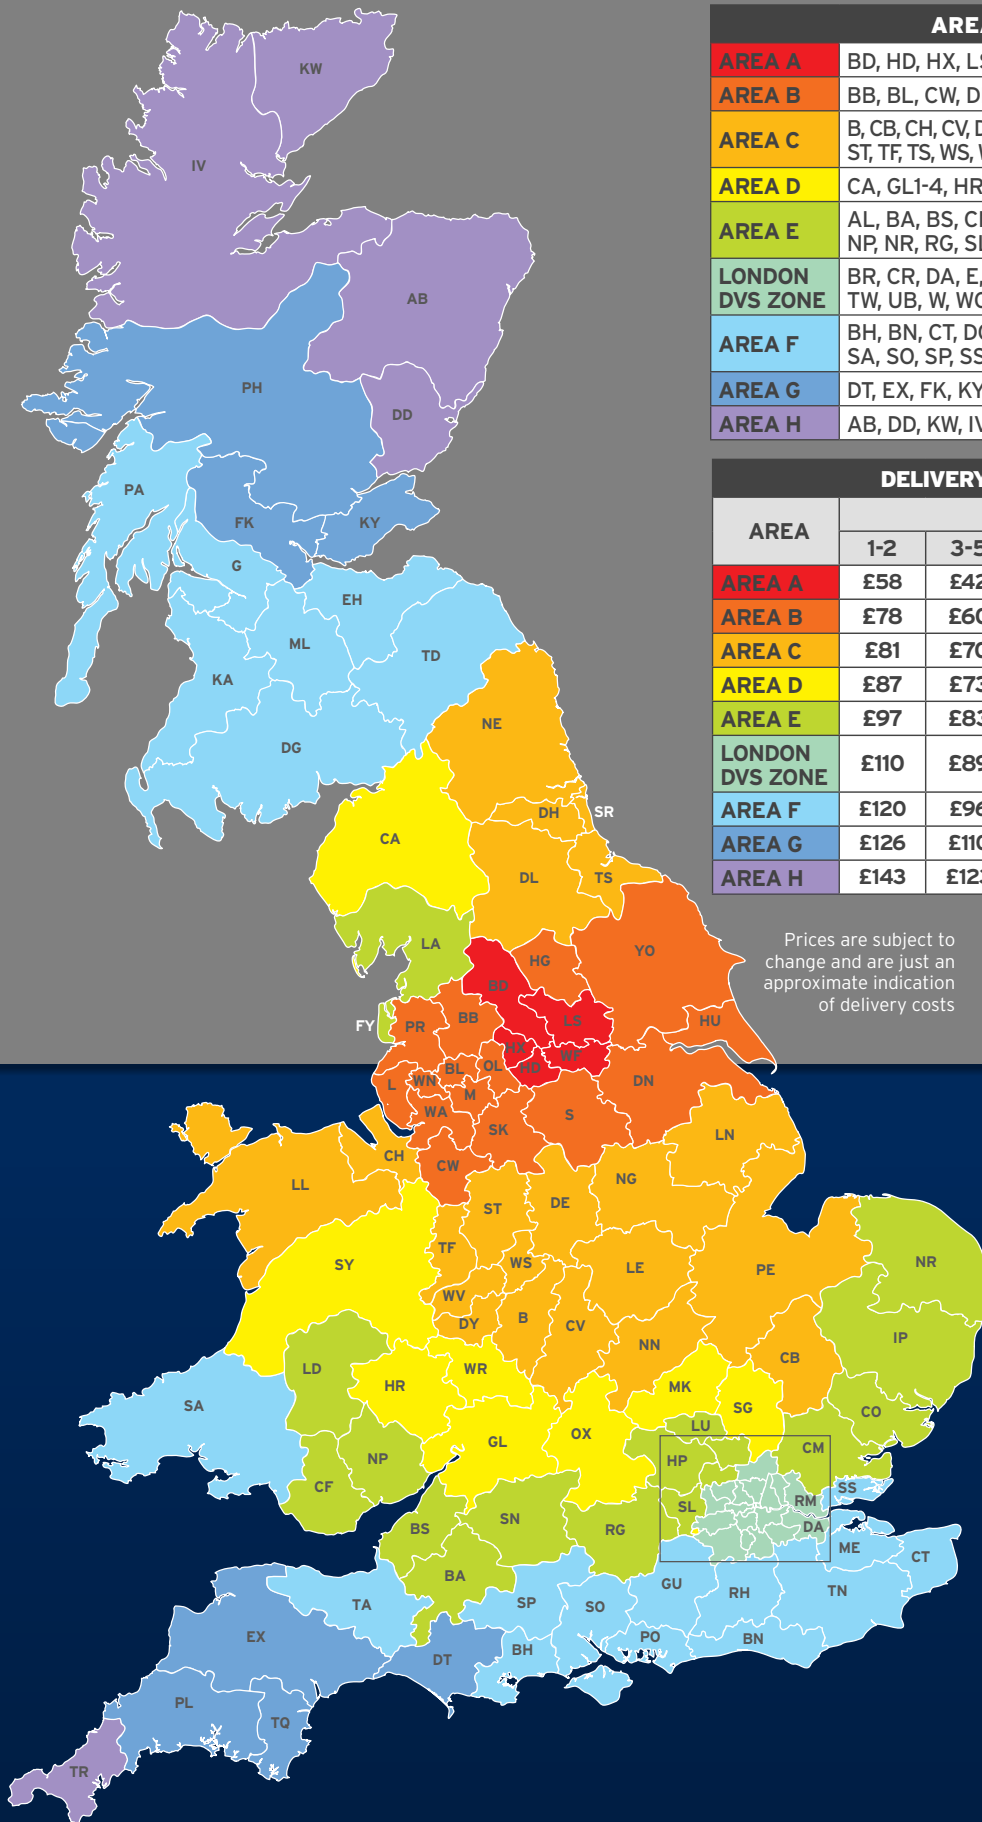 AREA
AREA A BD, HD, HX, LS
AREA B BB, BL, CW, D
AREA C B, CB, CH, CV, D
ST, TF, TS, WS, W
AREA D CA, GL1-4, HR
AREA E AL, BA, BS, C
NP, NR, RG, SL
LONDON DVS ZONE BR, CR, DA, E,
TW, UB, W, WC
AREA F BH, BN, CT, DG
SA, SO, SP, SS
AREA G DT, EX, FK, KY
AREA H AB, DD, KW, IV
DELIVERY
AREA
1-2 3-5
AREA A £58 £42
AREA B £78 £60
AREA C £81 £70
AREA D £87 £73
AREA E £97 £83
LONDON DVS ZONE £110 £89
AREA F £120 £96
AREA G £126 £110
AREA H £143 £123
Prices are subject to
change and are just an
approximate indication
of delivery costs
KW
IV
AB
PH
DD
PA
FK
KY
G
EH
ML
TD
KA
NE
DG
DH
SR
CA
DL
TS
LA
YO
HG
BD
FY
PR
BB
LS
HU
HX
WF
OL
HD
BL
WN
L
M
DN
WA
S
SK
LN
CH
CW
LL
NG
DE
ST
TF
WS
SY
LE
PE
NR
WV
DY
B
CV
IP
NN
CB
LD
WR
HR
MK
SA
SG
CO
LU
OX
GL
CM
NP
HP
CF
SS
SL
RM
SN
BS
RG
DA
ME
CT
BA
GU
RH
TN
TA
SP
SO
EX
PO
BN
BH
DT
PL
TQ
TR